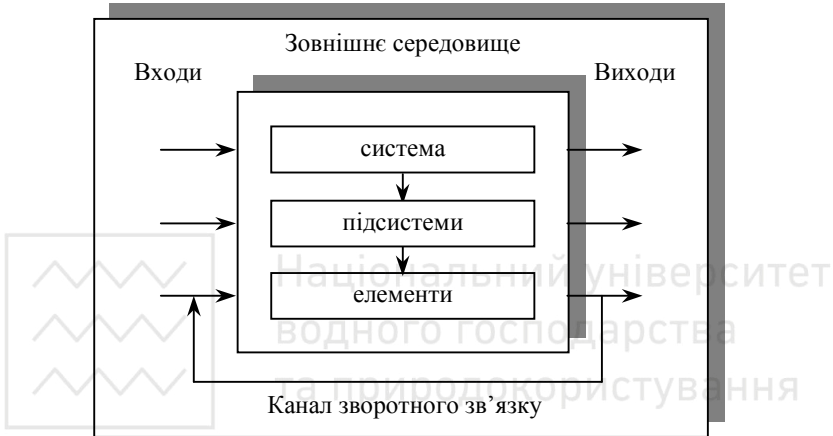 Зовнішнє середовище
Входи
Виходи
система
підсистеми
елементи
Національний університет
водного господарства
та природокористування
Канал зворотного зв’язку